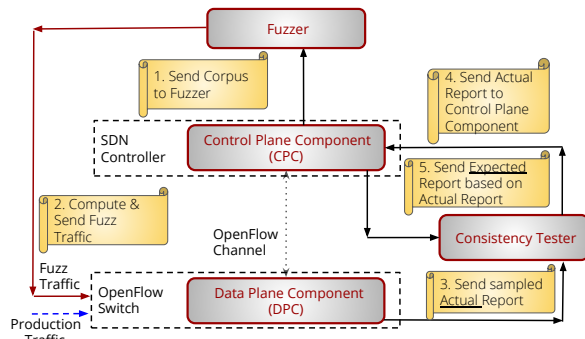 Fuzzer
1. Send Corpus
to Fuzzer
4. Send Actual
Report to
Control Plane
Component
SDN
Controller
Control Plane Component
(CPC)
5. Send Expected
Report based on
Actual Report
2. Compute &
Send Fuzz
Traffic
OpenFlow
Channel
Consistency Tester
Fuzz
Traffic
OpenFlow
Switch
Data Plane Component
(DPC)
3. Send sampled
Actual Report
Production
Traffic